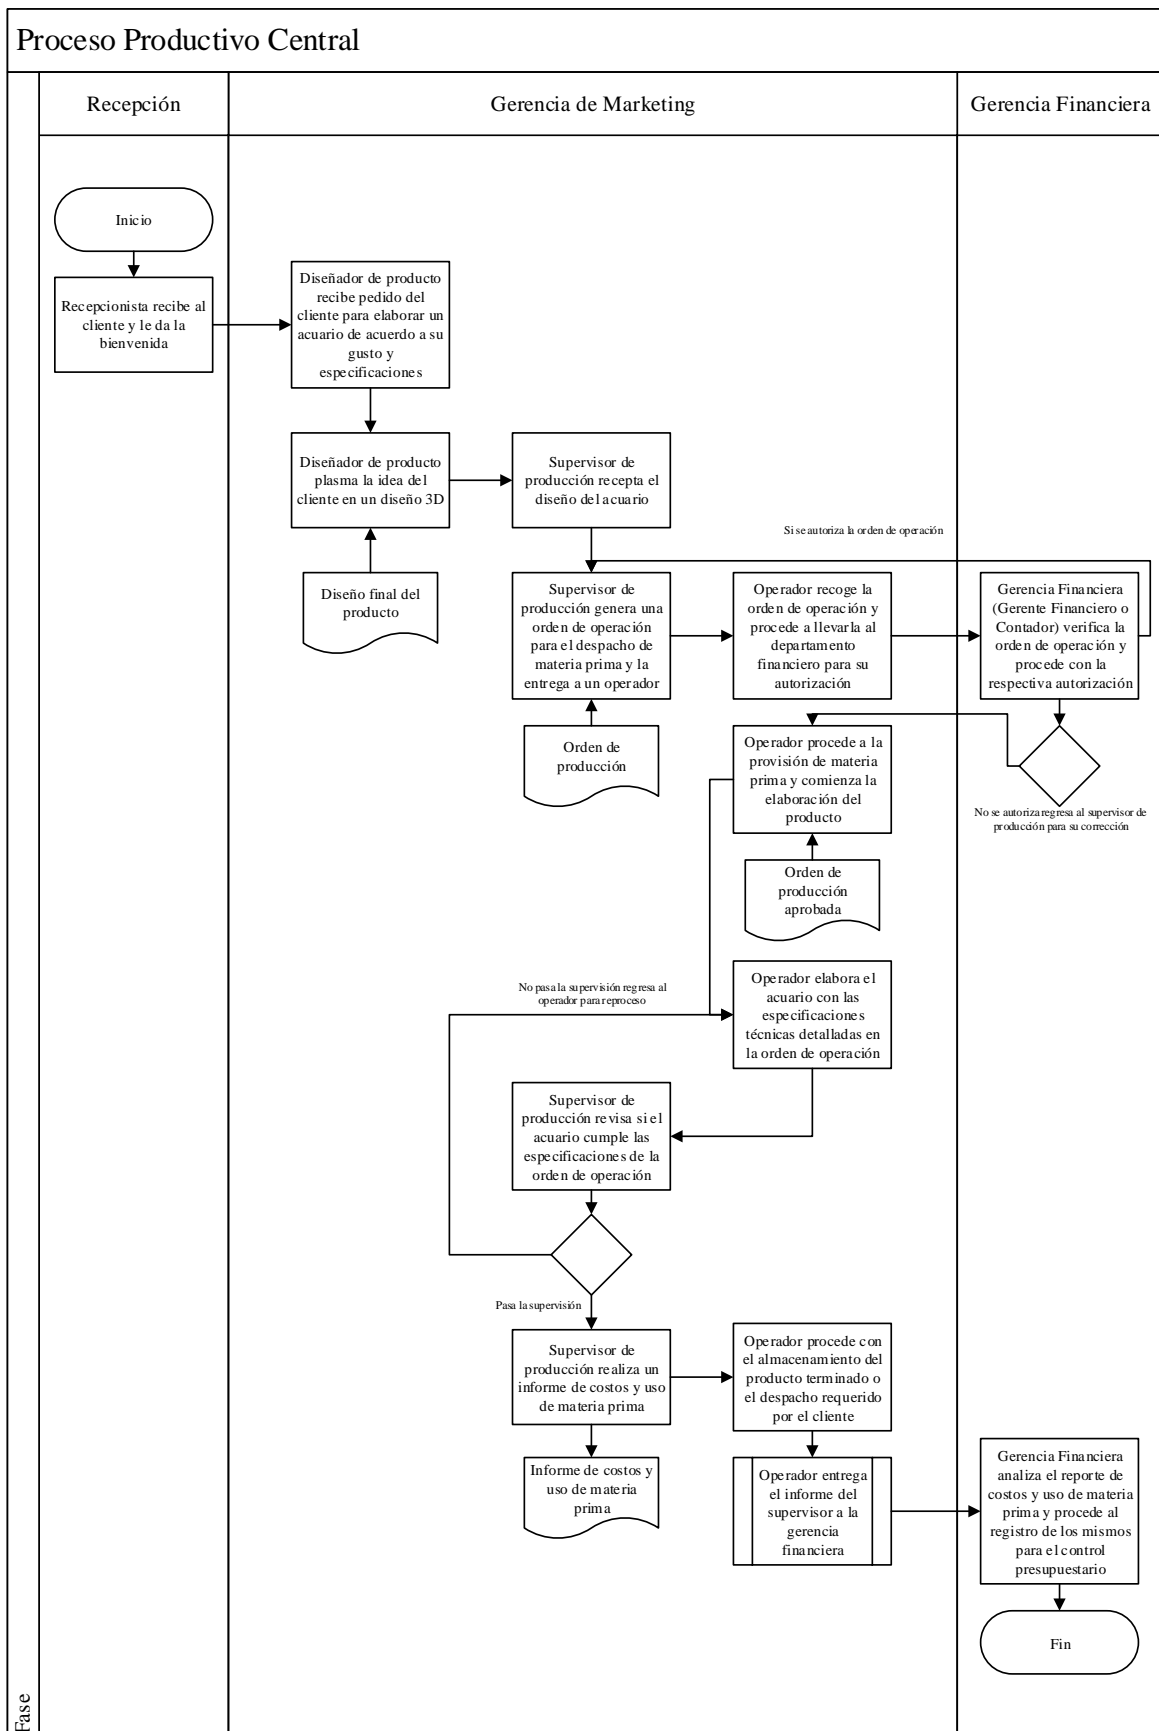 Proceso Productivo Central
Fase
Recepción
Gerencia de Marketing
Gerencia Financiera
Inicio
Recepcionista recibe al
cliente y le da la
bienvenida
Diseñador de producto
recibe pedido del
cliente para elaborar un
acuario de acuerdo a su
gusto y
especificaciones
Diseñador de producto
plasma la idea del
cliente en un diseño 3D
Diseño final del
producto
Supervisor de
producción recepta el
diseño del acuario
Si se autoriza la orden de operación
Supervisor de
producción genera una
orden de operación
para el despacho de
materia prima y la
entrega a un operador
Orden de
producción
Operador recoge la
orden de operación y
procede a llevarla al
departamento
financiero para su
autorización
Gerencia Financiera
(Gerente Financiero o
Contador) verifica la
orden de operación y
procede con la
respectiva autorización
No se autoriza regresa al supervisor de
producción para su corrección
Operador procede a la
provisión de materia
prima y comienza la
elaboración del
producto
Orden de
producción
aprobada
Operador elabora el
acuario con las
especificaciones
técnicas detalladas en
la orden de operación
No pasa la supervisión regresa al
operador para reproceso
Supervisor de
producción revisa si el
acuario cumple las
especificaciones de la
orden de operación
Pasa la supervisión
Supervisor de
producción realiza un
informe de costos y uso
de materia prima
Informe de costos y
uso de materia
prima
Operador procede con
el almacenamiento del
producto terminado o
el despacho requerido
por el cliente
Operador entrega
el informe del
supervisor a la
gerencia
financiera
Gerencia Financiera
analiza el reporte de
costos y uso de materia
prima y procede al
registro de los mismos
para el control
presupuestario
Fin